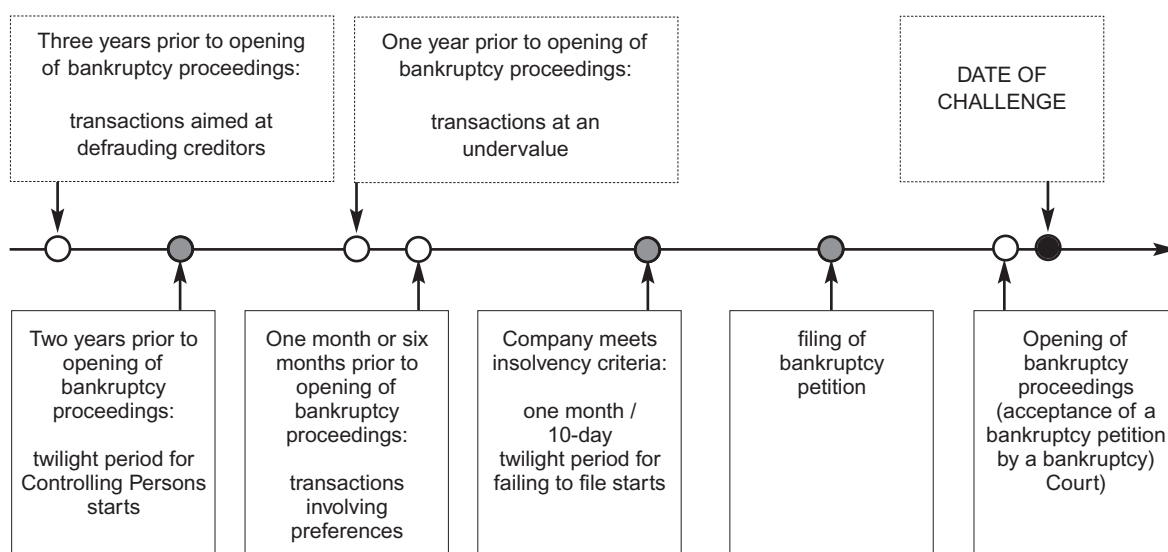 Three years prior to opening
of bankruptcy proceedings:
transactions aimed at
defrauding creditors
One year prior to opening of
bankruptcy proceedings:
transactions at an
undervalue
DATE OF
CHALLENGE
Two years prior to
opening of
bankruptcy
proceedings:
twilight period for
Controlling Persons
starts
One month or six
months prior to
opening of
bankruptcy
proceedings:
transactions
involving
preferences
Company meets
insolvency criteria:
one month /
10-day
twilight period for
failing to file starts
filing of
bankruptcy
petition
Opening of
bankruptcy
proceedings
(acceptance of a
bankruptcy petition
by a bankruptcy)
Court)